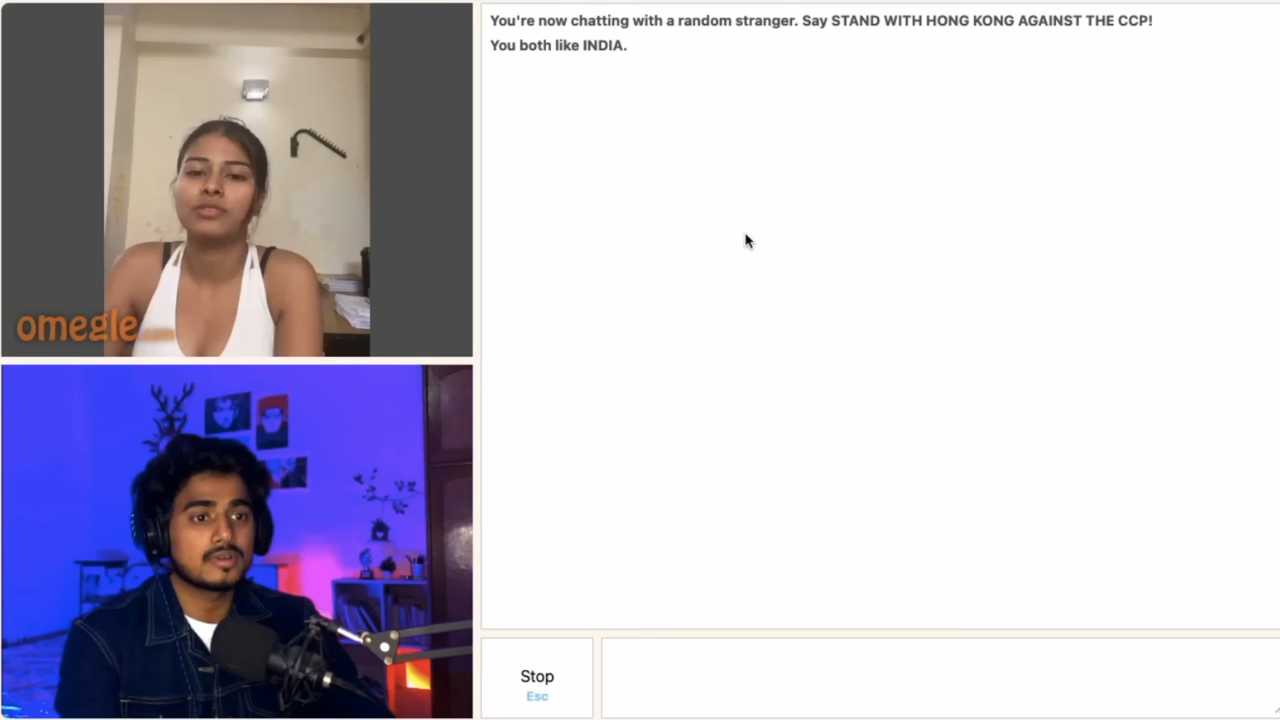 You're now chatting with a random stranger. Say STAND WITH HONG KONG AGAINST THE CCP!
You both like INDIA.
omegle
Stop
Esc